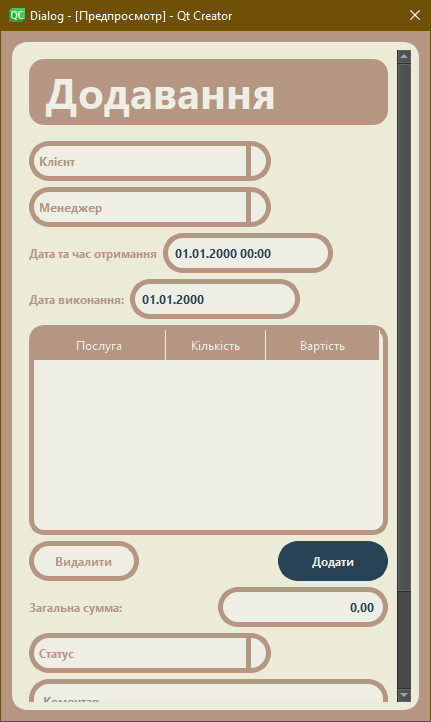 QC Dialog - [Предпросмотр] - Qt Creator
Додавання
Клієнт
Менеджер
Дата та час отримання 01.01.2000 00:00
Дата виконання: 01.01.2000
Послуга Кількість Вартість
Видалити Додати
Загальна сумма: 0,00
Статус
Коментар